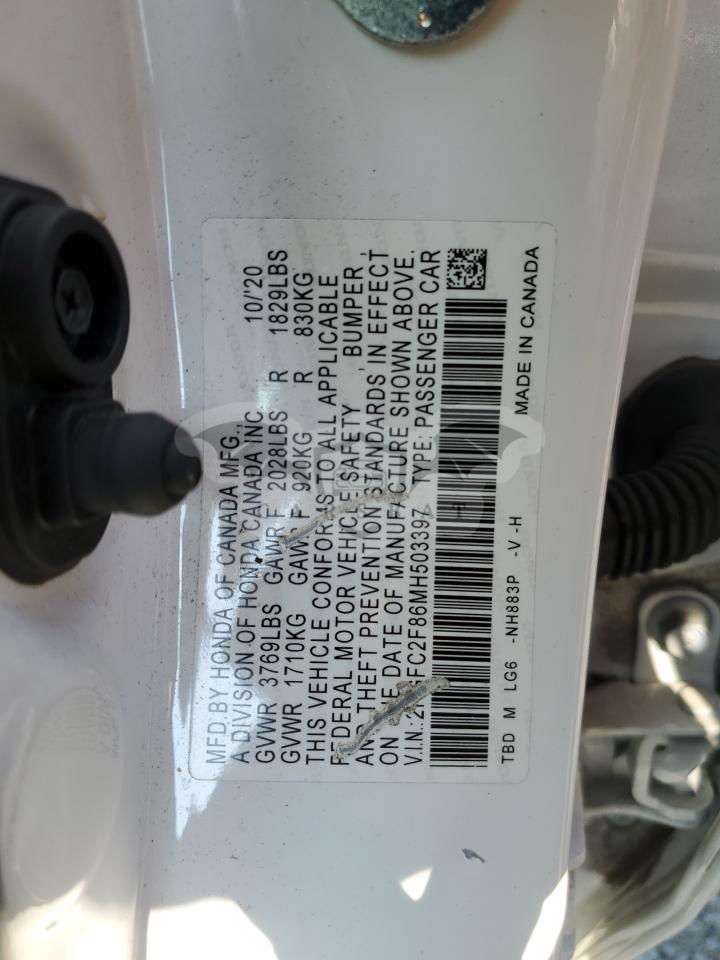 MFD.BY HONDA OF CANADA MFG., 10/'20
A DIVISION OF HONDA CANADA INC.
GVWR 3769LBS GAWR F 2028LBS R 1829LBS
GVWR 1710KG GAWR F 920KG R 830KG
THIS VEHICLE CONFORMS TO ALL APPLICABLE
FEDERAL MOTOR VEHICLE SAFETY , BUMPER ,
AND THEFT PREVENTION STANDARDS IN EFFECT
ON THE DATE OF MANUFACTURE SHOWN ABOVE.
V.I.N.: FC2F86MH503397 TYPE: PASSENGER CAR
TBD M LG6 -NH883P -V -H MADE IN CANADA